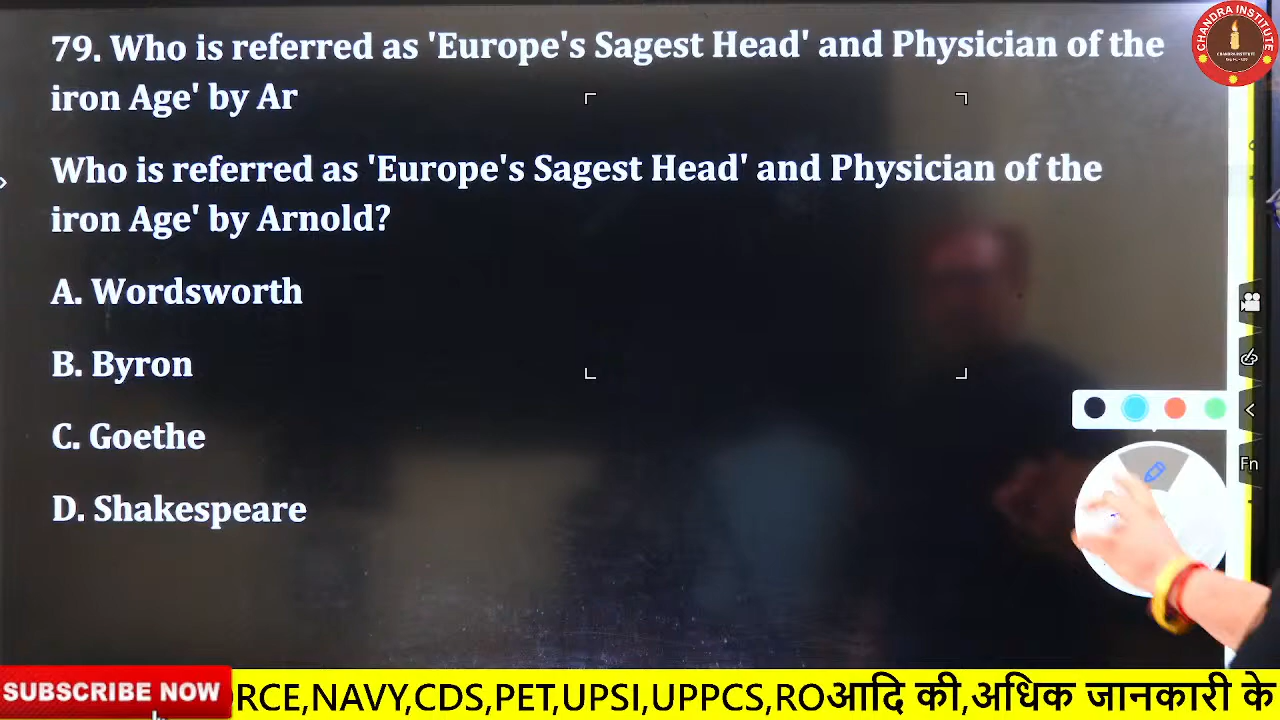 79. Who is referred as 'Europe's Sagest Head' and Physician of the
iron Age' by Ar
Who is referred as 'Europe's Sagest Head' and Physician of the
iron Age' by Arnold?
A. Wordsworth
B. Byron
C. Goethe
D. Shakespeare
CHANDRA INSTITUTE
Fn
SUBSCRIBE NOW
RCE,NAVY,CDS,PET,UPSI,UPPCS,ROआदि की,अधिक जानकारी के